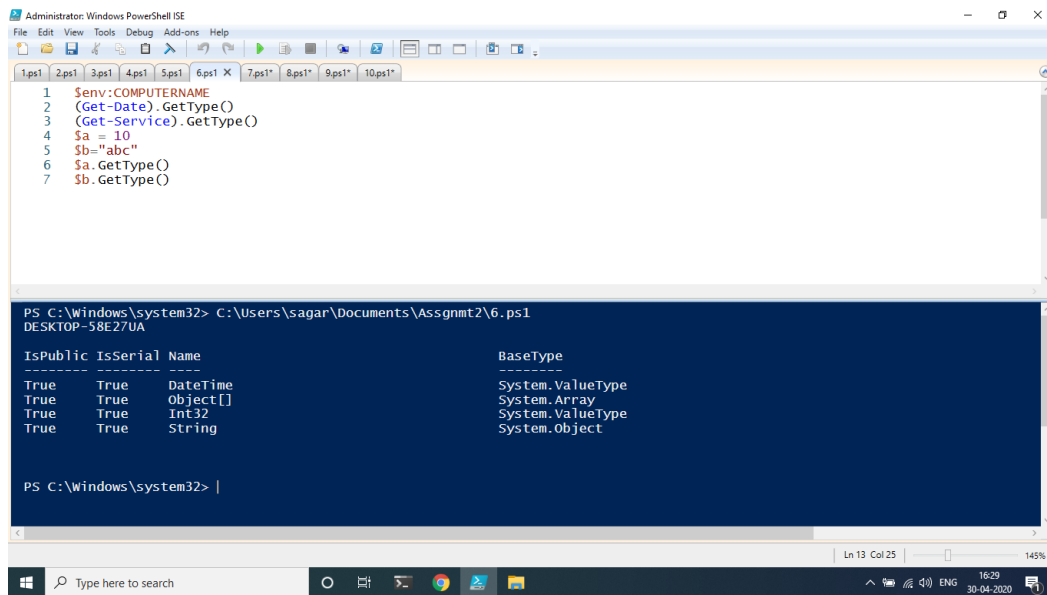 Administrator: Windows PowerShell ISE
File Edit View Tools Debug Add-ons Help
1.ps1 2.ps1 3.ps1 4.ps1 5.ps1 6.ps1 X 7.ps1* 8.ps1* 9.ps1* 10.ps1*
1 $env:COMPUTERNAME
2 (Get-Date).GetType()
3 (Get-Service).GetType()
4 $a = 10
5 $b="abc"
6 $a.GetType()
7 $b.GetType()
PS C:\Windows\system32> C:\Users\sagar\Documents\Assgnmt2\6.ps1
DESKTOP-58E27UA
IsPublic IsSerial Name BaseType
-------- -------- ---- --------
True True DateTime System.ValueType
True True Object[] System.Array
True True Int32 System.ValueType
True True String System.Object
PS C:\Windows\system32>
Ln 13 Col 25 145%
Type here to search ENG 16:29
30-04-2020 1